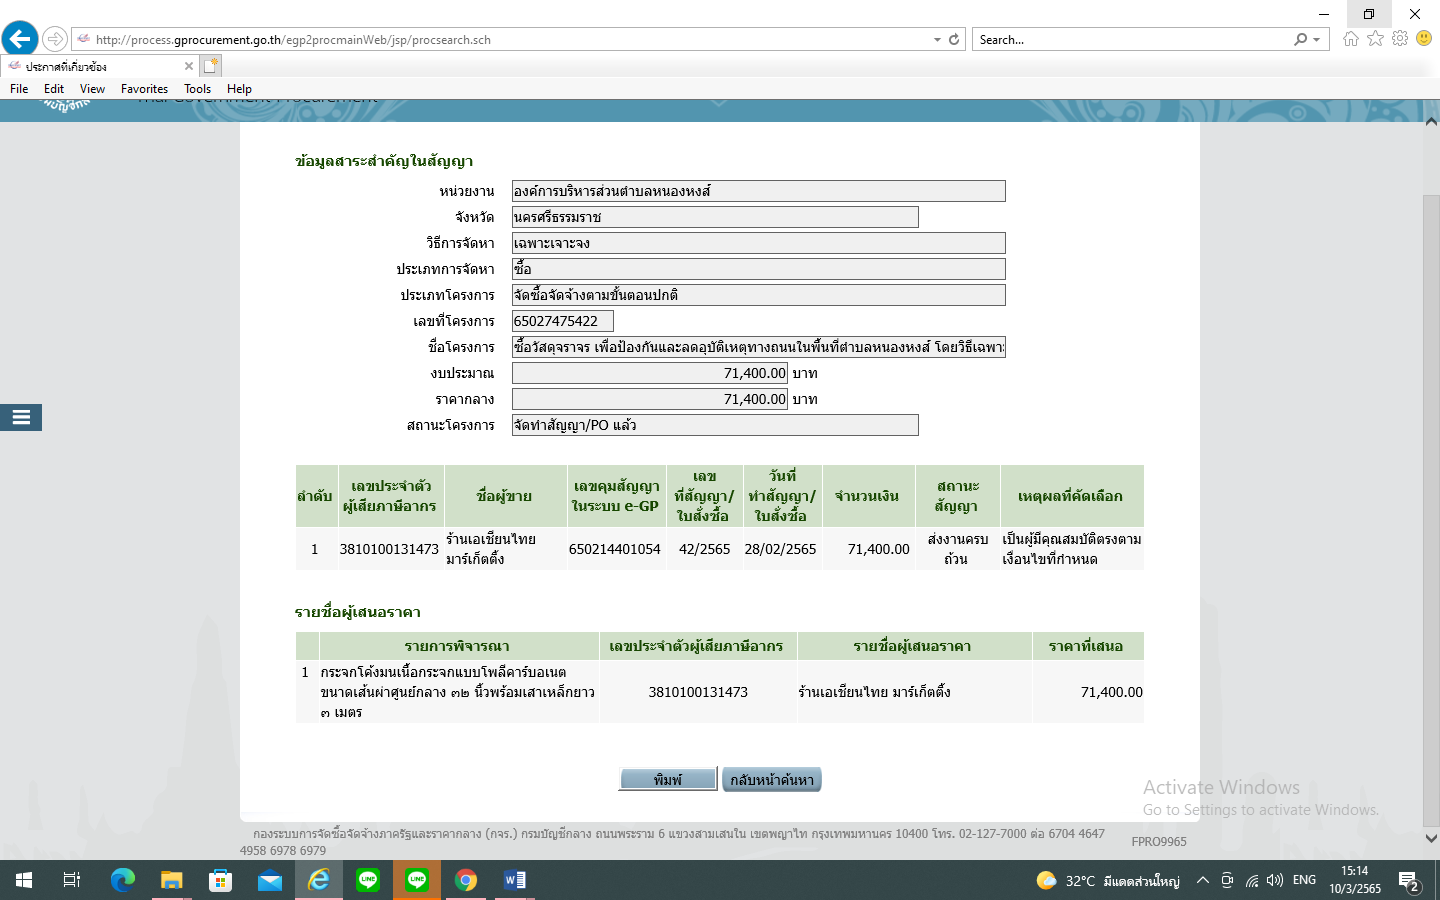 http://process.gprocurement.go.th/egp2procmainWeb/jsp/procsearch.sch
Search...
ประกาศที่เกี่ยวข้อง
File Edit View Favorites Tools Help
ข้อมูลสาระสำคัญในสัญญา
หน่วยงาน องค์การบริหารส่วนตำบลหนองหงส์
จังหวัด นครศรีธรรมราช
วิธีการจัดหา เฉพาะเจาะจง
ประเภทการจัดหา ซื้อ
ประเภทโครงการ จัดซื้อจัดจ้างตามขั้นตอนปกติ
เลขที่โครงการ 65027475422
ชื่อโครงการ ซื้อวัสดุจราจร เพื่อป้องกันและลดอุบัติเหตุทางถนนในพื้นที่ตำบลหนองหงส์ โดยวิธีเฉพาะ
งบประมาณ 71,400.00 บาท
ราคากลาง 71,400.00 บาท
สถานะโครงการ จัดทำสัญญา/PO แล้ว
ลำดับ เลขประจำตัวผู้เสียภาษีอากร ชื่อผู้ขาย เลขคุมสัญญาในระบบ e-GP เลขที่สัญญา/ใบสั่งซื้อ วันที่ทำสัญญา/ใบสั่งซื้อ จำนวนเงิน สถานะสัญญา เหตุผลที่คัดเลือก
1 3810100131473 ร้านเอเชียนไทย มาร์เก็ตติ้ง 650214401054 42/2565 28/02/2565 71,400.00 ส่งงานครบถ้วน เป็นผู้มีคุณสมบัติตรงตามเงื่อนไขที่กำหนด
รายชื่อผู้เสนอราคา
รายการพิจารณา เลขประจำตัวผู้เสียภาษีอากร รายชื่อผู้เสนอราคา ราคาที่เสนอ
1 กระจกโค้งมนเนื้อกระจกแบบโพลีคาร์บอเนต
ขนาดเส้นผ่าศูนย์กลาง ๓๒ นิ้วพร้อมเสาเหล็กยาว 3810100131473 ร้านเอเชียนไทย มาร์เก็ตติ้ง 71,400.00
๓ เมตร
พิมพ์ กลับหน้าค้นหา
Activate Windows
Go to Settings to activate Windows.
กองระบบการจัดซื้อจัดจ้างภาครัฐและราคากลาง (กจร.) กรมบัญชีกลาง ถนนพระราม 6 แขวงสามเสนใน เขตพญาไท กรุงเทพมหานคร 10400 โทร. 02-127-7000 ต่อ 6704 4647
4958 6978 6979
FPRO9965
32°C มีแดดส่วนใหญ่ ENG 15:14
10/3/2565
2